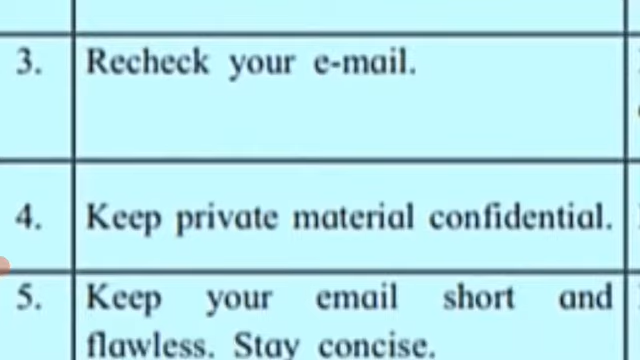 3. Recheck your e-mail.
4. Keep private material confidential.
5. Keep your email short and
flawless. Stay concise.